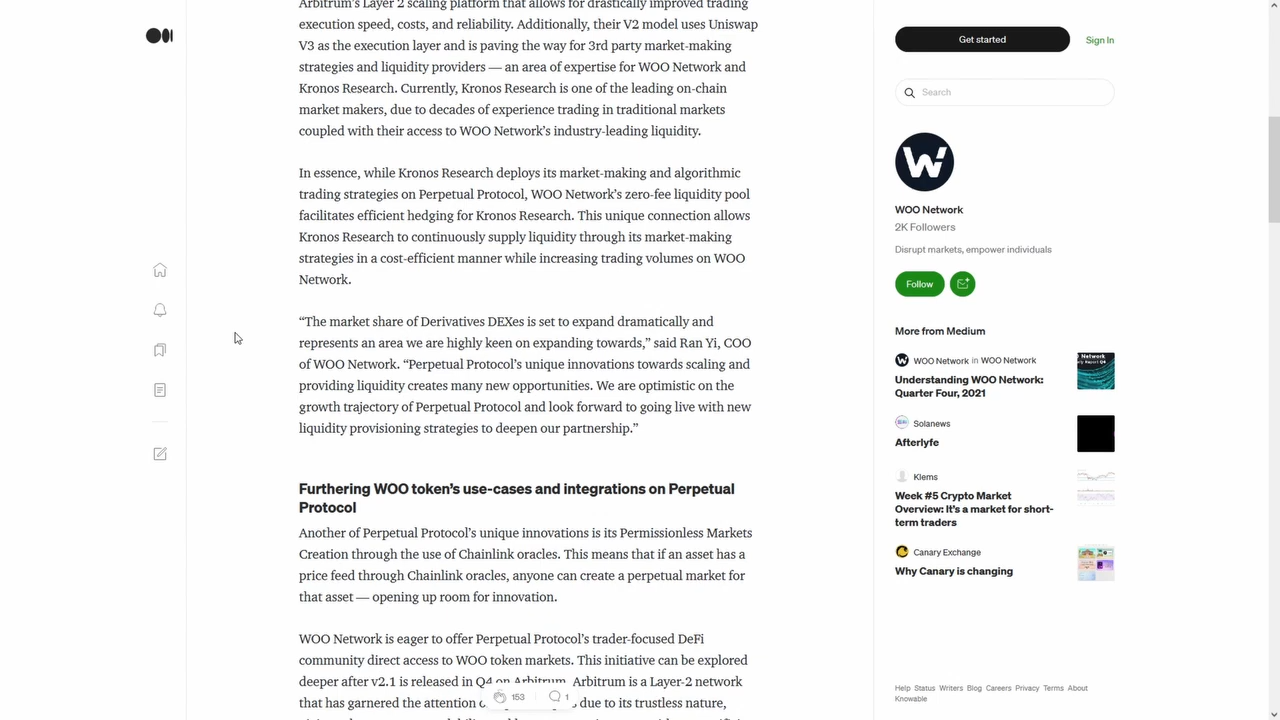 Arbitrum's Layer 2 scaling platform that allows for drastically improved trading
execution speed, costs, and reliability. Additionally, their V2 model uses Uniswap
V3 as the execution layer and is paving the way for 3rd party market-making
strategies and liquidity providers — an area of expertise for WOO Network and
Kronos Research. Currently, Kronos Research is one of the leading on-chain
market makers, due to decades of experience trading in traditional markets
coupled with their access to WOO Network's industry-leading liquidity.
In essence, while Kronos Research deploys its market-making and algorithmic
trading strategies on Perpetual Protocol, WOO Network's zero-fee liquidity pool
facilitates efficient hedging for Kronos Research. This unique connection allows
Kronos Research to continuously supply liquidity through its market-making
strategies in a cost-efficient manner while increasing trading volumes on WOO
Network.
“The market share of Derivatives DEXes is set to expand dramatically and
represents an area we are highly keen on expanding towards,” said Ran Yi, COO
of WOO Network. “Perpetual Protocol's unique innovations towards scaling and
providing liquidity creates many new opportunities. We are optimistic on the
growth trajectory of Perpetual Protocol and look forward to going live with new
liquidity provisioning strategies to deepen our partnership.”
Furthering WOO token's use-cases and integrations on Perpetual
Protocol
Another of Perpetual Protocol's unique innovations is its Permissionless Markets
Creation through the use of Chainlink oracles. This means that if an asset has a
price feed through Chainlink oracles, anyone can create a perpetual market for
that asset — opening up room for innovation.
WOO Network is eager to offer Perpetual Protocol's trader-focused DeFi
community direct access to WOO token markets. This initiative can be explored
deeper after v2.1 is released in Q4 on Arbitrum. Arbitrum is a Layer-2 network
that has garnered the attention of due to its trustless nature,
153
1
Get started
Sign In
Search
WOO Network
2K Followers
Disrupt markets, empower individuals
Follow
More from Medium
WOO Network in WOO Network
Understanding WOO Network:
Quarter Four, 2021
Solanews
Afterlyfe
Klems
Week #5 Crypto Market
Overview: It's a market for short-
term traders
Canary Exchange
Why Canary is changing
Help Status Writers Blog Careers Privacy Terms About
Knowable